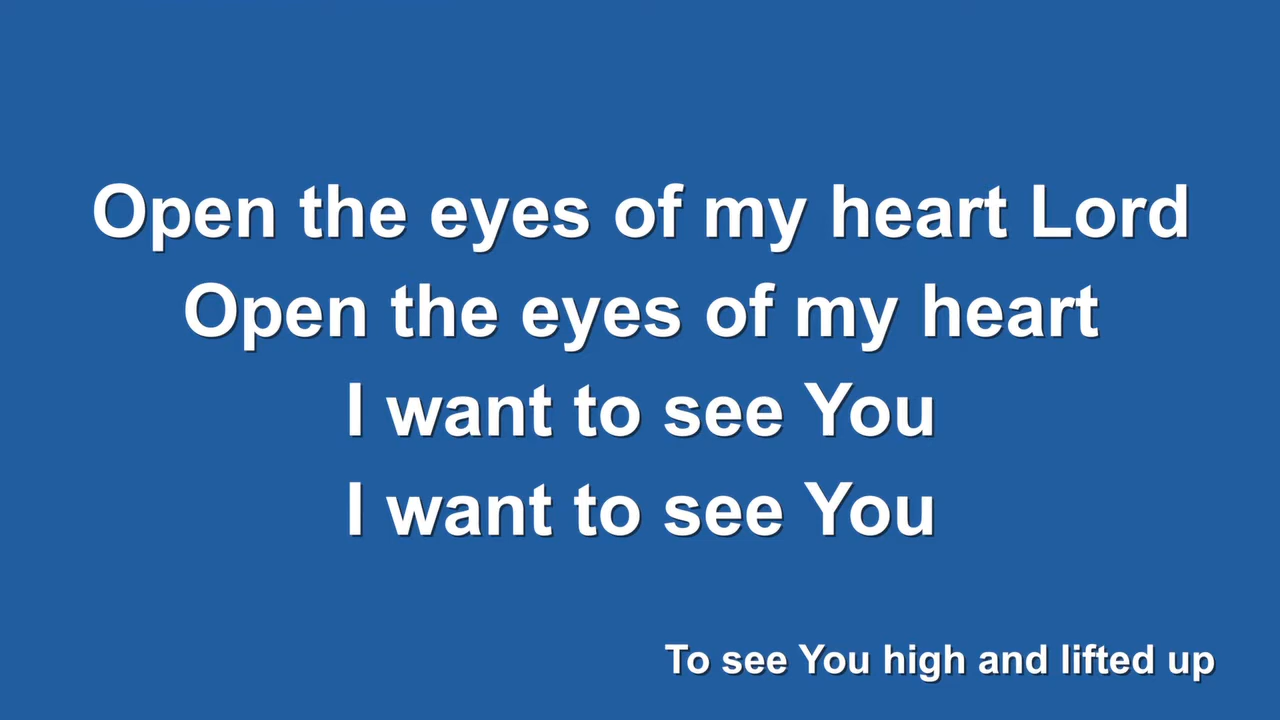 Open the eyes of my heart Lord
Open the eyes of my heart
I want to see You
I want to see You
To see You high and lifted up